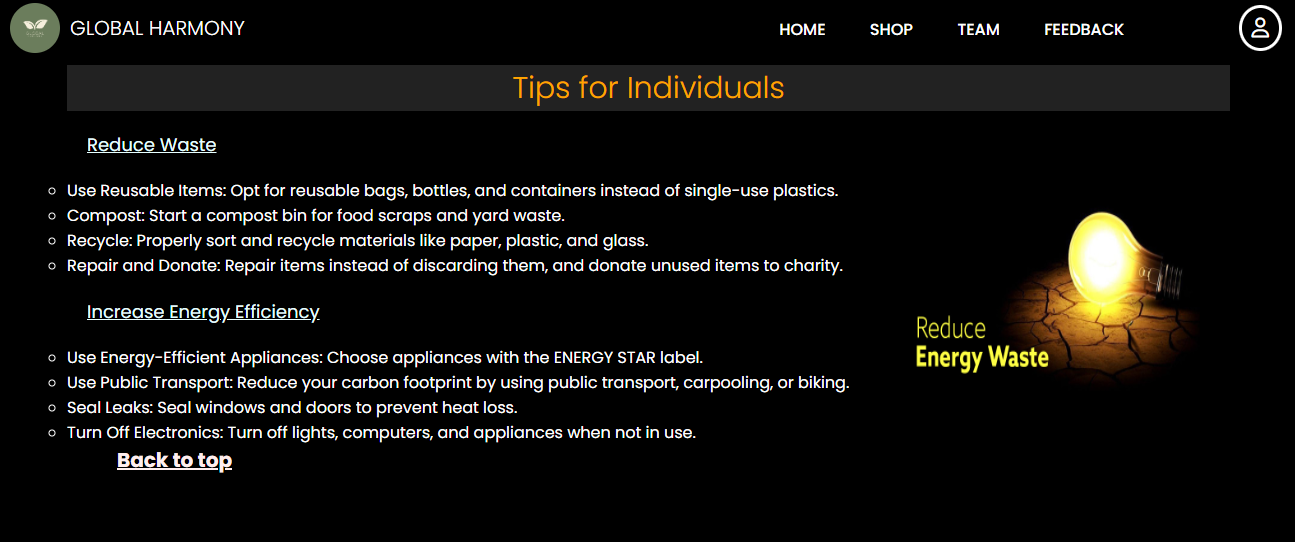 GLOBAL HARMONY
HOME SHOP TEAM FEEDBACK
Tips for Individuals
Reduce Waste
Use Reusable Items: Opt for reusable bags, bottles, and containers instead of single-use plastics.
Compost: Start a compost bin for food scraps and yard waste.
Recycle: Properly sort and recycle materials like paper, plastic, and glass.
Repair and Donate: Repair items instead of discarding them, and donate unused items to charity.
Increase Energy Efficiency
Use Energy-Efficient Appliances: Choose appliances with the ENERGY STAR label.
Use Public Transport: Reduce your carbon footprint by using public transport, carpooling, or biking.
Seal Leaks: Seal windows and doors to prevent heat loss.
Turn Off Electronics: Turn off lights, computers, and appliances when not in use.
Back to top
Reduce
Energy Waste